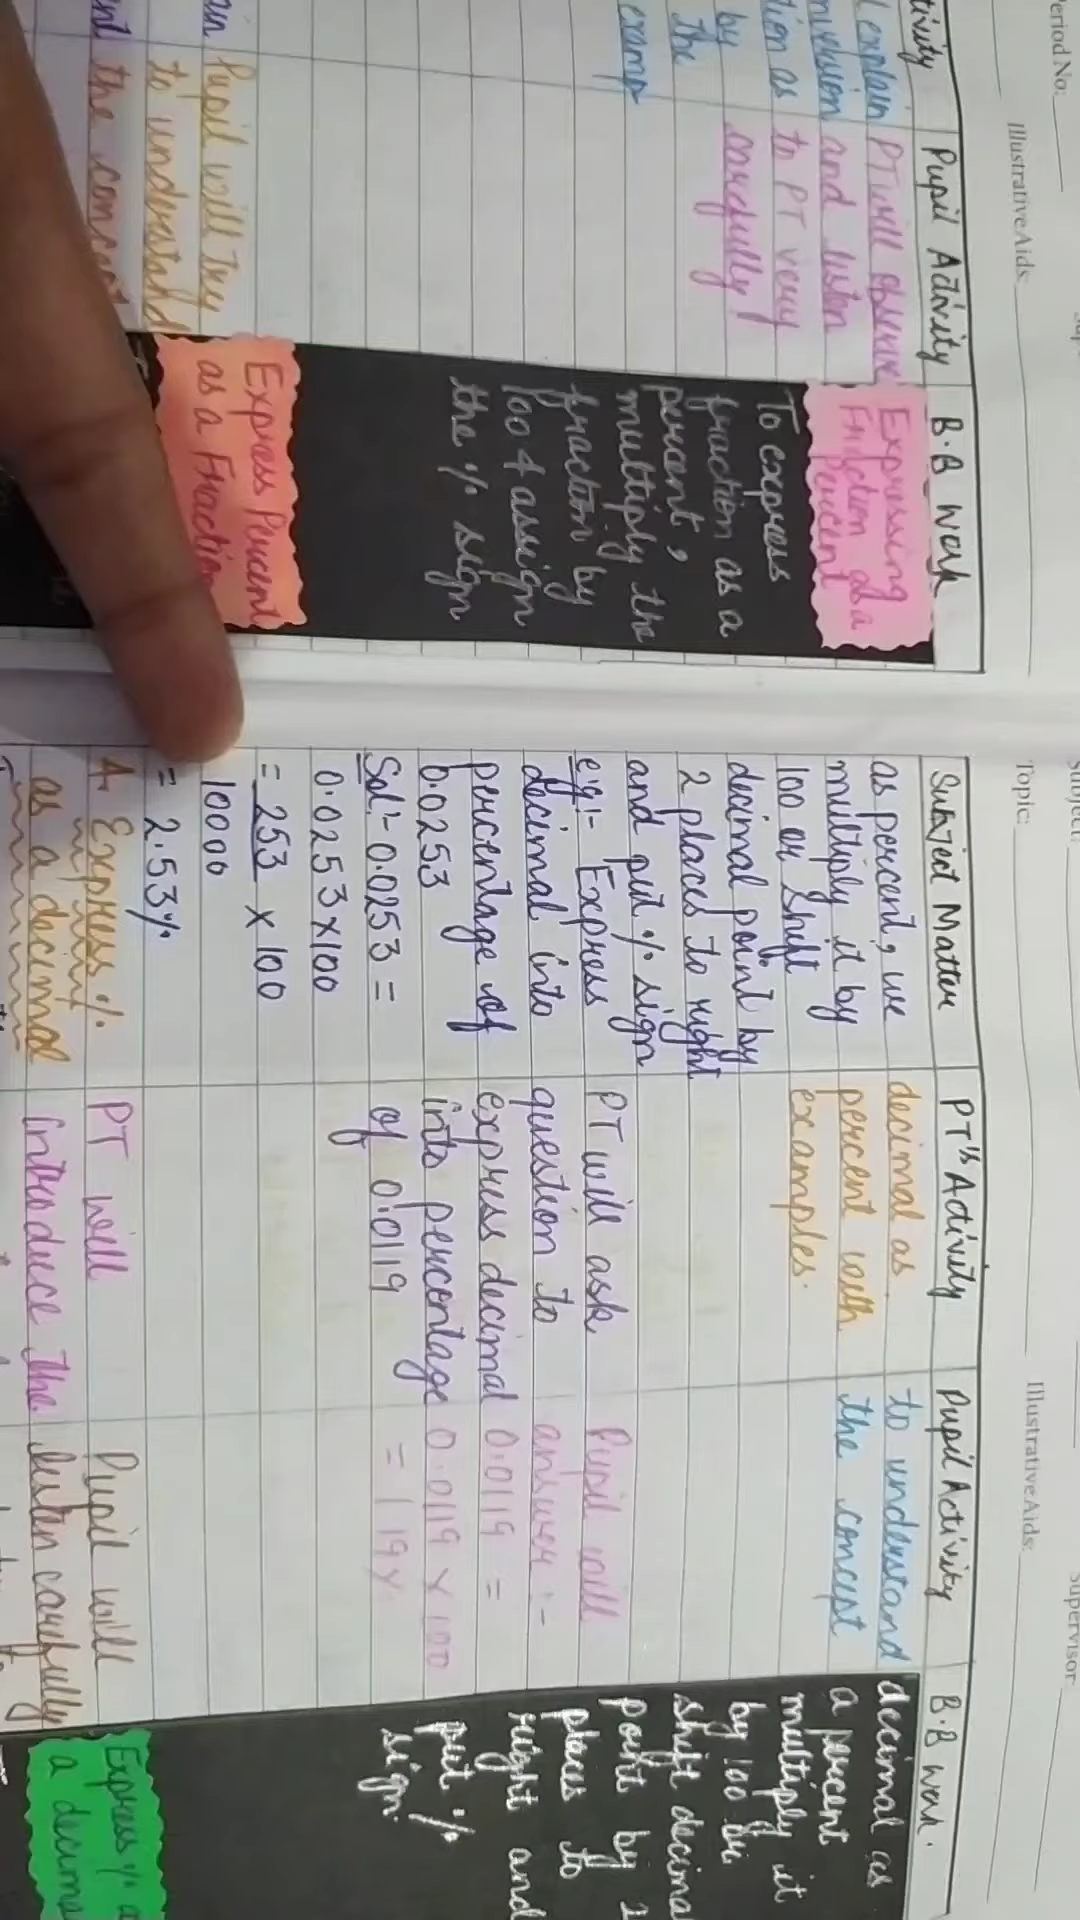 Period No:
Illustrative Aids:
Pupil Activity
B.B Work
explain
by
the
PT will observe
and listen
to PT very
carefully!
Expressing
Fraction as a
Percent
To express
fraction as a
percent,
multiply the
fraction by
100 & assign
the % sign
Pupil will try
to understand
the concept
Express Percent
as a Fraction
Subject:
Topic:
Illustrative Aids:
Supervisor
Subject Matter
PT's Activity
Pupil Activity
B.B Work.
as percent, we
multiply it by
100 or Shift
decimal point by
2 places to right
and put % sign
e.g:- Express
decimal into
percentage of
0.0253
Sol:- 0.0253 =
0.0253 x 100
= 253 x 100
10000
= 2.53%
4. Express %
as a decimal
decimal as
percent with
examples.
PT will ask
question to
express decimal
into percentage
of 0.0119
PT will
introduce the
to understand
the concept
Pupil will
answer:-
0.0119 =
0.0119 x 100
Pupil will
listen carefully
decimal as
a percent
multiply it
by 100 or
shift decima
point by 2
places to
right and
put %
sign.
Express % a
a decima